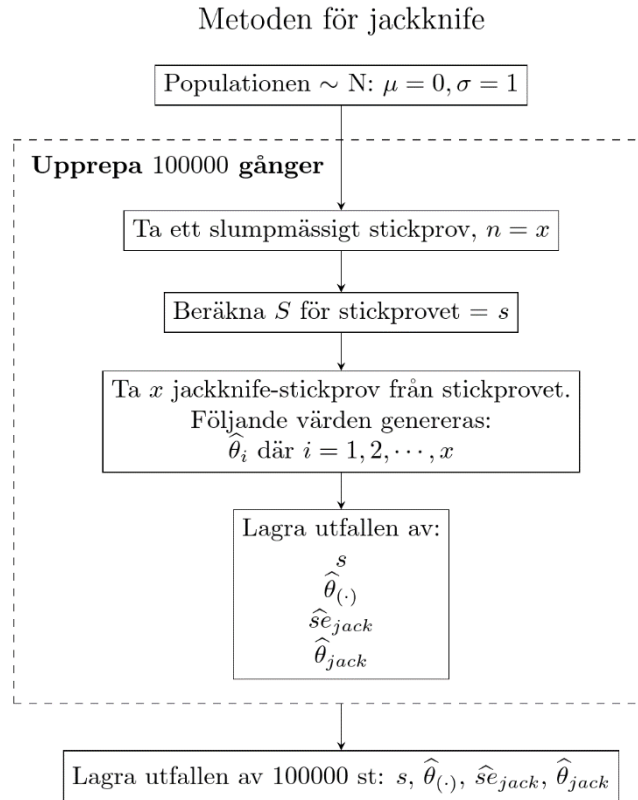 Metoden för jackknife
Populationen ∼ N: μ = 0, σ = 1
Upprepa 100000 gånger
Ta ett slumpmässigt stickprov, n = x
Beräkna S för stickprovet = s
Ta x jackknife-stickprov från stickprovet.
Följande värden genereras:
θ̂_i där i = 1, 2, ⋯, x
Lagra utfallen av:
s
θ̂_(·)
ŝe_jack
θ̂_jack
Lagra utfallen av 100000 st: s, θ̂_(·), ŝe_jack, θ̂_jack